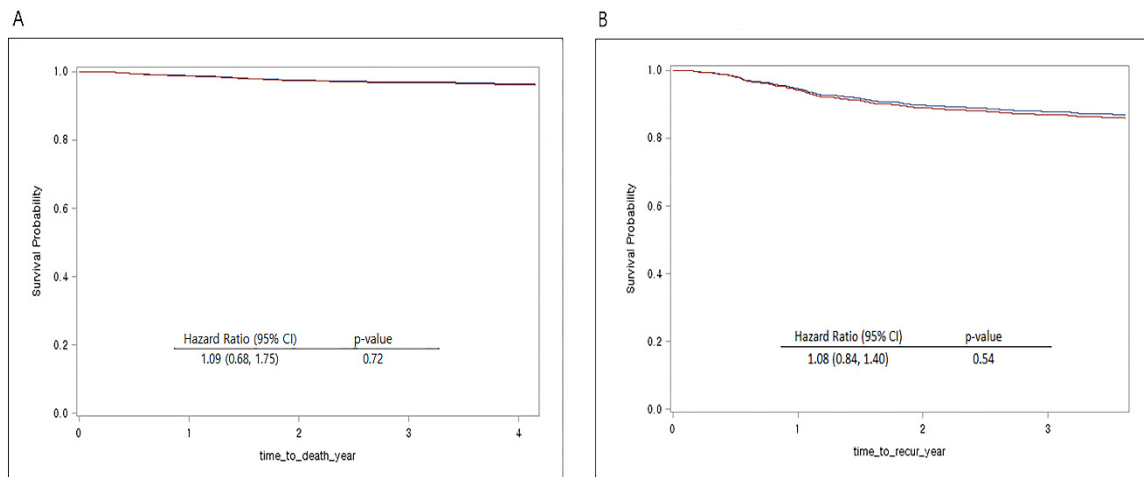 A
1.0
0.8
0.6
0.4
0.2
0.0
Survival Probability
Hazard Ratio (95% CI) p-value
1.09 (0.68, 1.75) 0.72
0 1 2 3 4
time_to_death_year
B
1.0
0.8
0.6
0.4
0.2
0.0
Survival Probability
Hazard Ratio (95% CI) p-value
1.08 (0.84, 1.40) 0.54
0 1 2 3
time_to_recur_year